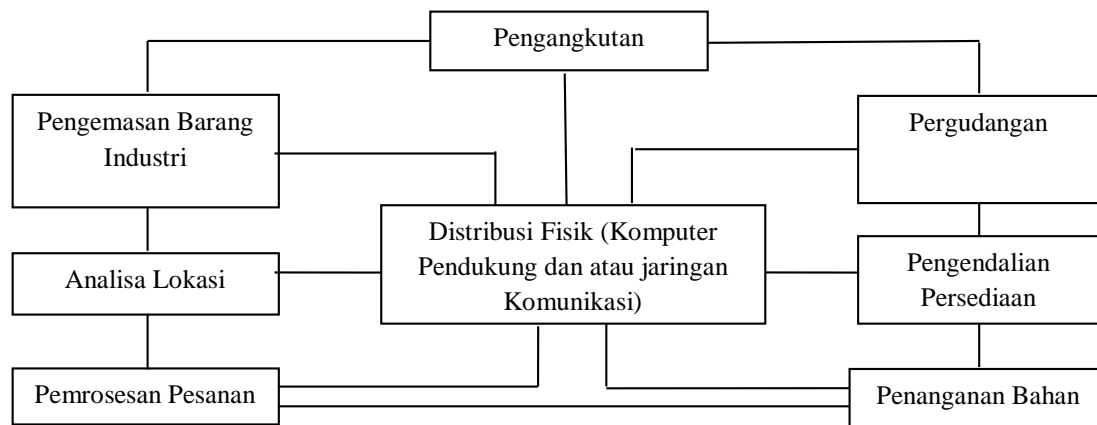 Pengangkutan
Pengemasan Barang
Industri
Pergudangan
Distribusi Fisik (Komputer
Pendukung dan atau jaringan
Komunikasi)
Analisa Lokasi
Pengendalian
Persediaan
Pemrosesan Pesanan
Penanganan Bahan